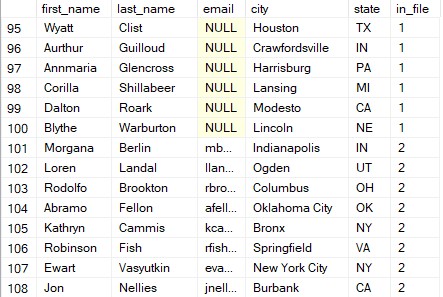 first_name last_name email city state in_file
95 Wyatt Clist NULL Houston TX 1
96 Aurthur Guilloud NULL Crawfordsville IN 1
97 Annmaria Glencross NULL Harrisburg PA 1
98 Corilla Shillabeer NULL Lansing MI 1
99 Dalton Roark NULL Modesto CA 1
100 Blythe Warburton NULL Lincoln NE 1
101 Morgana Berlin mb... Indianapolis IN 2
102 Loren Landal llan... Ogden UT 2
103 Rodolfo Brookton rbro... Columbus OH 2
104 Abramo Fellon afell... Oklahoma City OK 2
105 Kathryn Cammis kca... Bronx NY 2
106 Robinson Fish rfish... Springfield VA 2
107 Ewart Vasyutkin eva... New York City NY 2
108 Jon Nellies jnell... Burbank CA 2